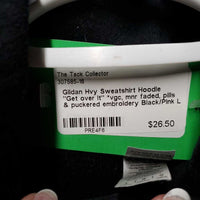 The Tack Collector
307585-16
Gildan Hvy Sweatshirt Hoodie
"Get over it" *vgc, mnr faded, pills
& puckered embroidery Black/Pink L
PRE4F6
$26.50